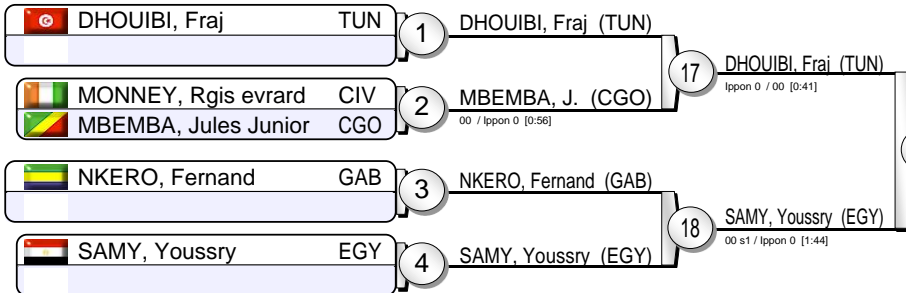 DHOUIBI, Fraj TUN
1
DHOUIBI, Fraj (TUN)
17
DHOUIBI, Fraj (TUN)
Ippon 0 / 00 [0:41]
MONNEY, Rgis evrard CIV
2
MBEMBA, J. (CGO)
00 / Ippon 0 [0:56]
MBEMBA, Jules Junior CGO
NKERO, Fernand GAB
3
NKERO, Fernand (GAB)
18
SAMY, Youssry (EGY)
00 s1 / Ippon 0 [1:44]
SAMY, Youssry EGY
4
SAMY, Youssry (EGY)